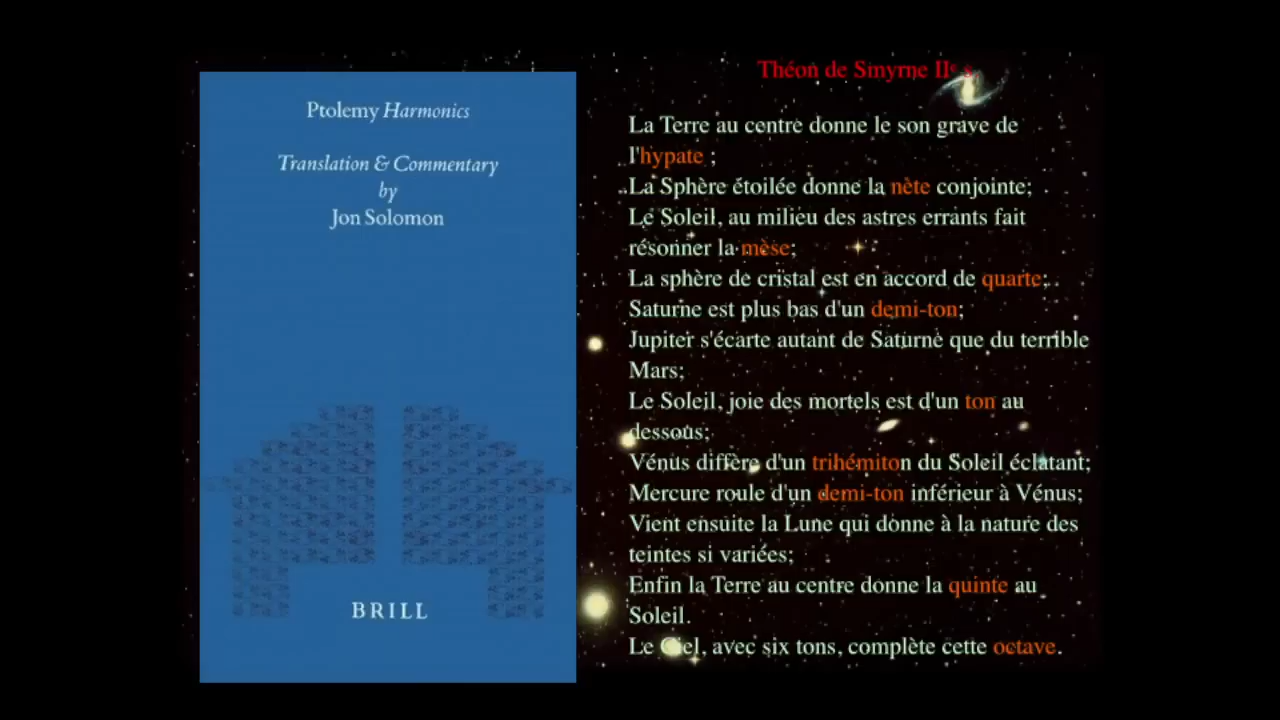 Ptolemy Harmonics
Translation & Commentary
by
Jon Solomon
BRILL
Théon de Smyrne IIᵉ s
La Terre au centre donne le son grave de
l'hypate ;
La Sphère étoilée donne la nète conjointe;
Le Soleil, au milieu des astres errants fait
résonner la mèse;
La sphère de cristal est en accord de quarte;
Saturne est plus bas d'un demi-ton;
Jupiter s'écarte autant de Saturne que du terrible
Mars;
Le Soleil, joie des mortels est d'un ton au
dessous;
Vénus diffère d'un trihémiton du Soleil éclatant;
Mercure roule d'un demi-ton inférieur à Vénus;
Vient ensuite la Lune qui donne à la nature des
teintes si variées;
Enfin la Terre au centre donne la quinte au
Soleil.
Le Ciel, avec six tons, complète cette octave.